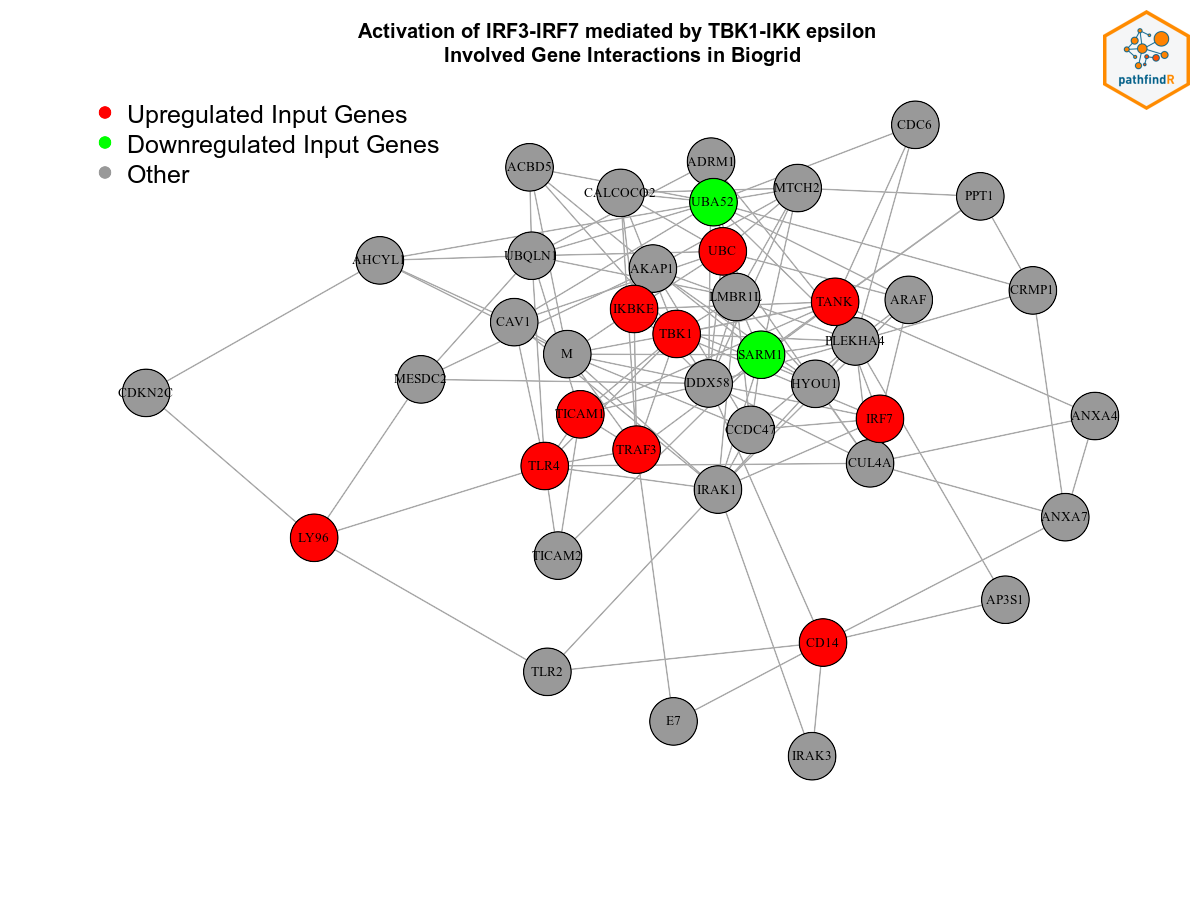 Activation of IRF3-IRF7 mediated by TBK1-IKK epsilon
Involved Gene Interactions in Biogrid
pathfindR
Upregulated Input Genes
Downregulated Input Genes
Other
CDC6
ADRM1
ACBD5
CALCOCO2
MTCH2
PPT1
UBA52
UBC
UBQLN1
AHCYL1
AKAP1
CRMP1
LMBR1L
TANK
ARAF
IKBKE
CAV1
TBK1
PLEKHA4
M
SARM1
MESDC2
DDX58
HYOU1
CDKN2C
TICAM1
ANXA4
IRF7
CCDC47
TRAF3
TLR4
CUL4A
IRAK1
ANXA7
LY96
TICAM2
AP3S1
CD14
TLR2
E7
IRAK3